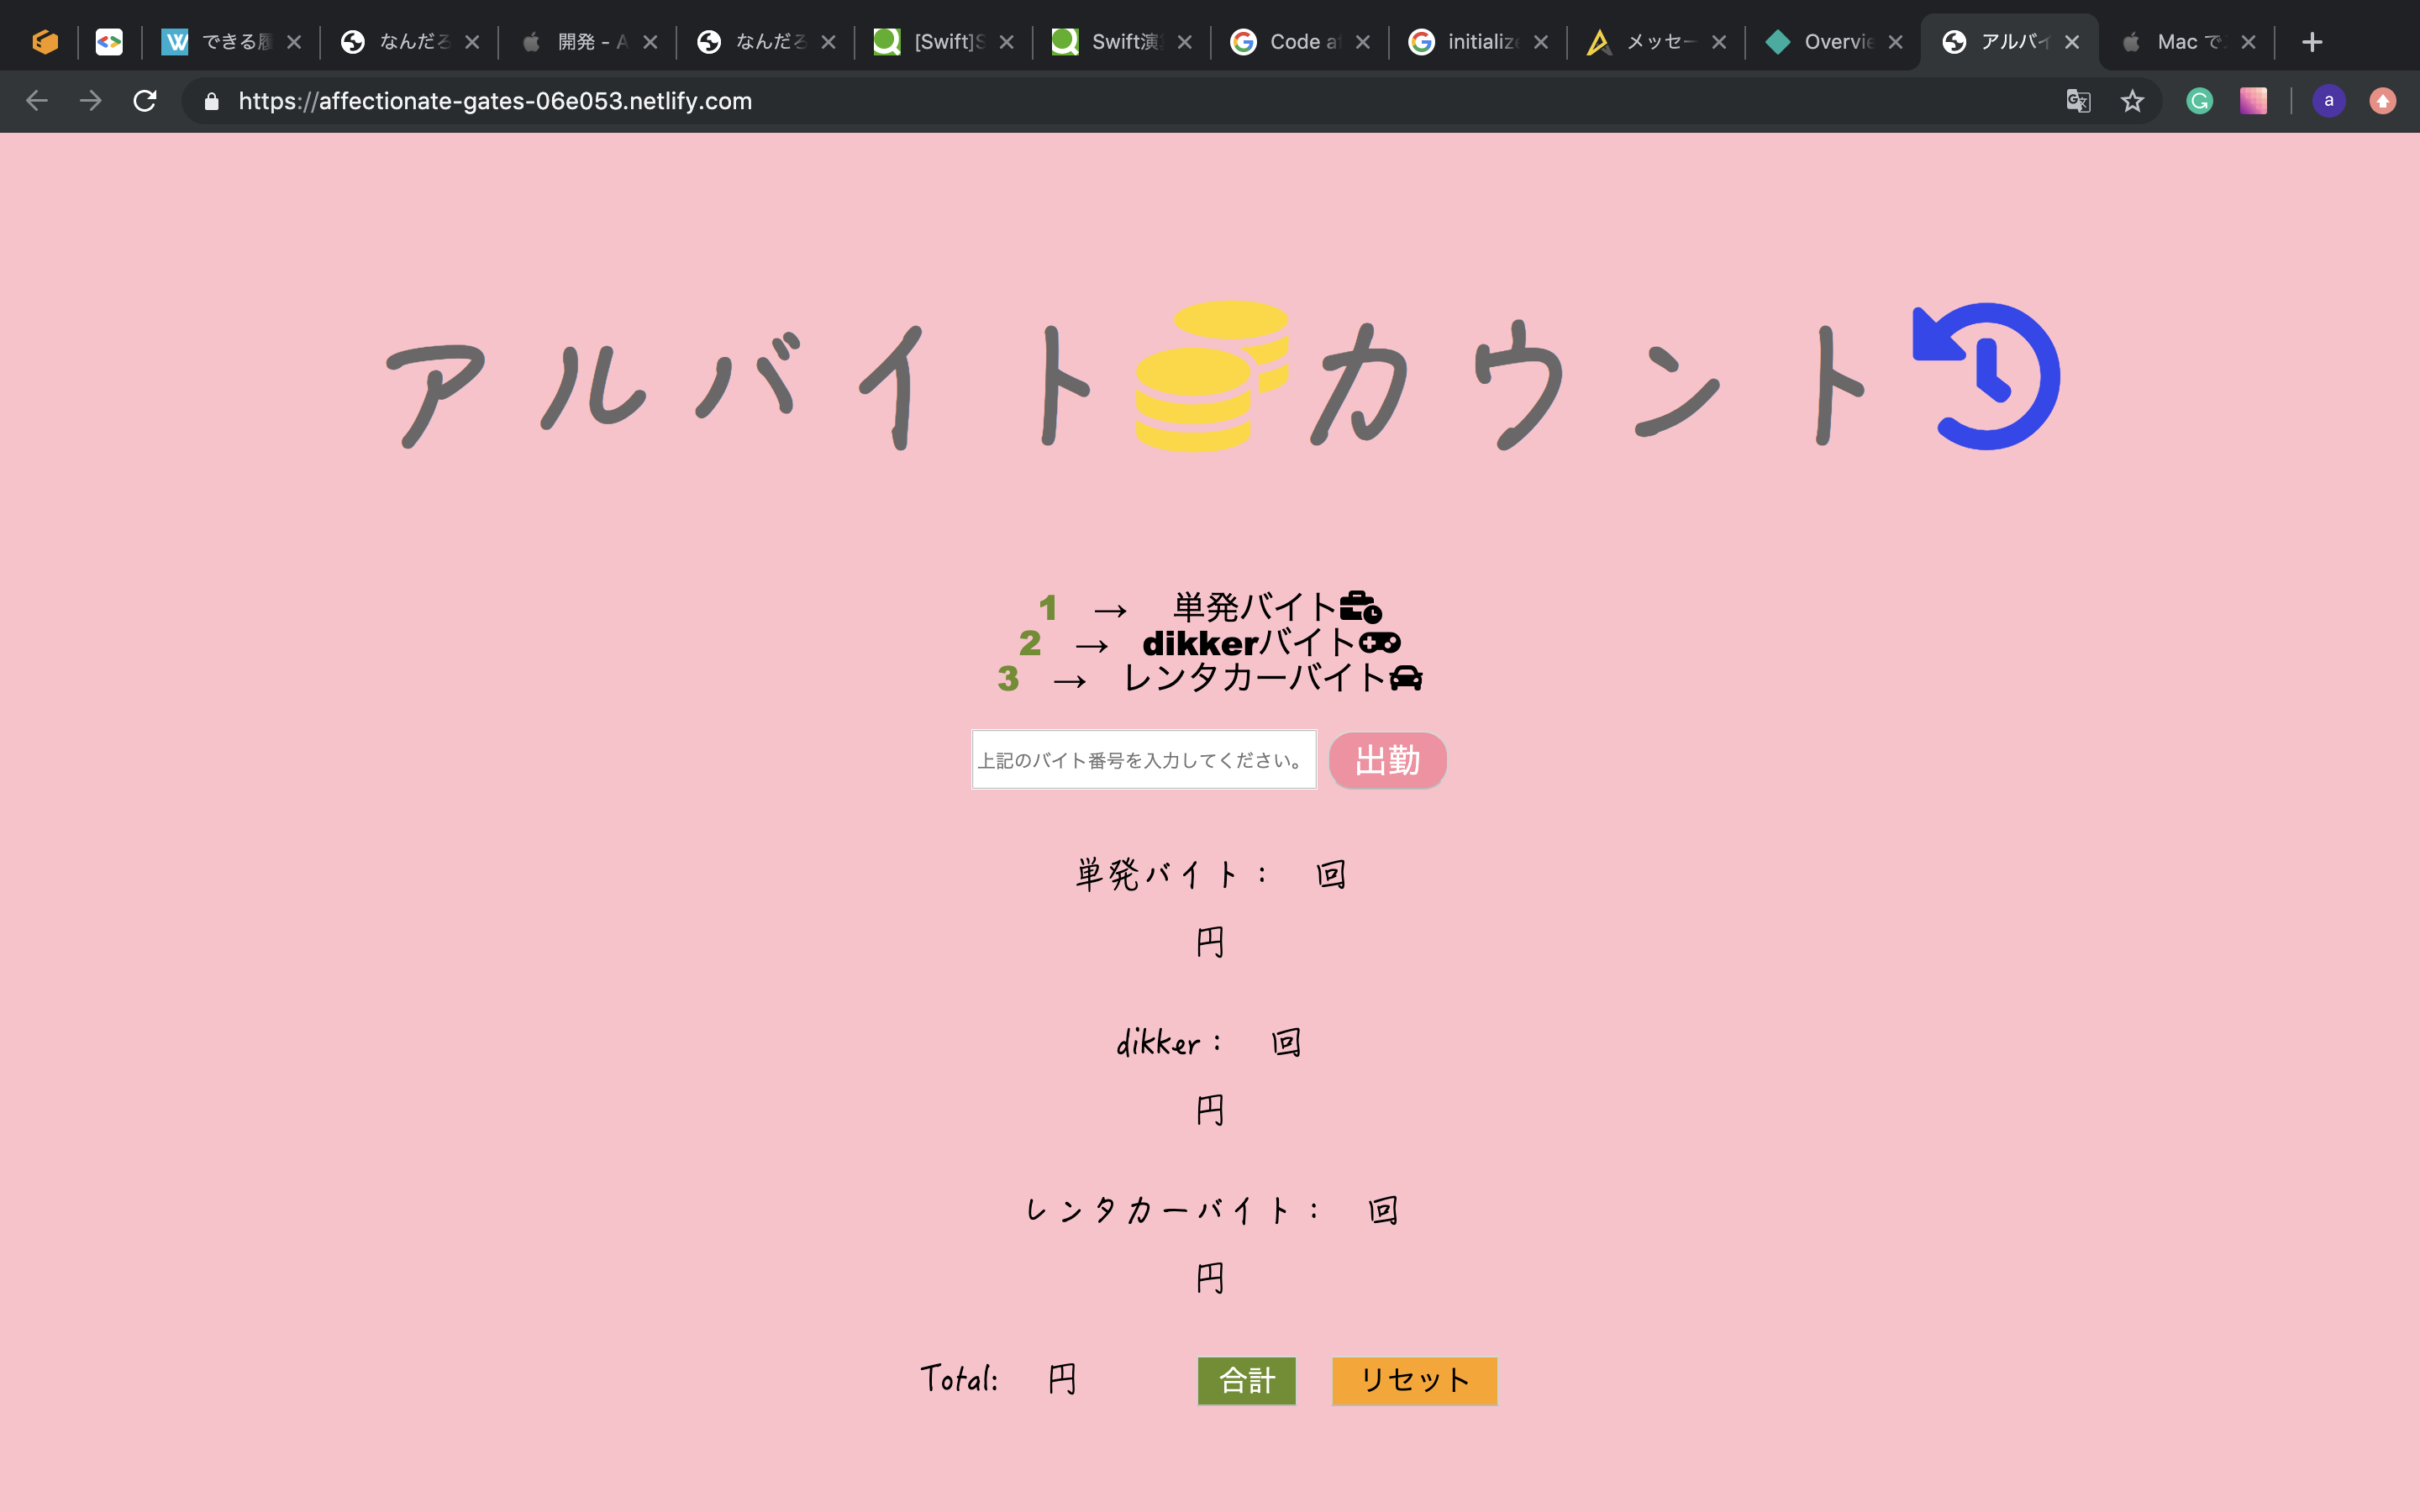 できる履
なんだろ
開発 - A
なんだろ
[Swift]S
Swift演
Code a
initialize
メッセー
Overvie
アルバイ
Mac で
https://affectionate-gates-06e053.netlify.com
a
アルバイトカウント
1 → 単発バイト
2 → dikkerバイト
3 → レンタカーバイト
上記のバイト番号を入力してください。 出勤
単発バイト： 回
円
dikker： 回
円
レンタカーバイト： 回
円
Total: 円 合計 リセット